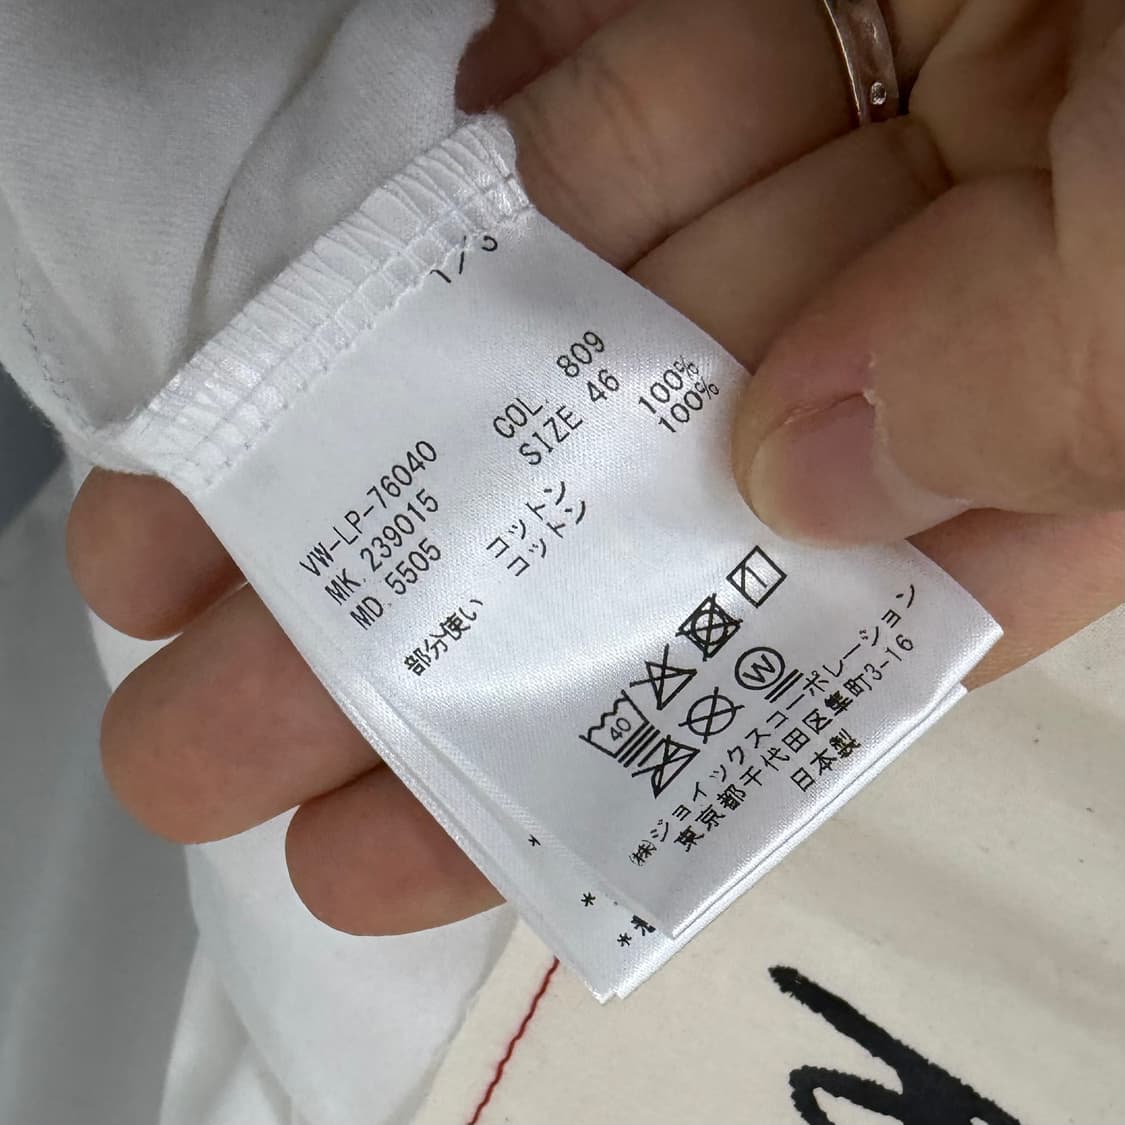 VW-LP-76040
COL. 809
MK. 239015
SIZE 46
MD. 5505
コットン 100%
部分使い コットン 100%
40
W
(株)ジョイックスコーポレーション
東京都千代田区麹町3-16
日本製